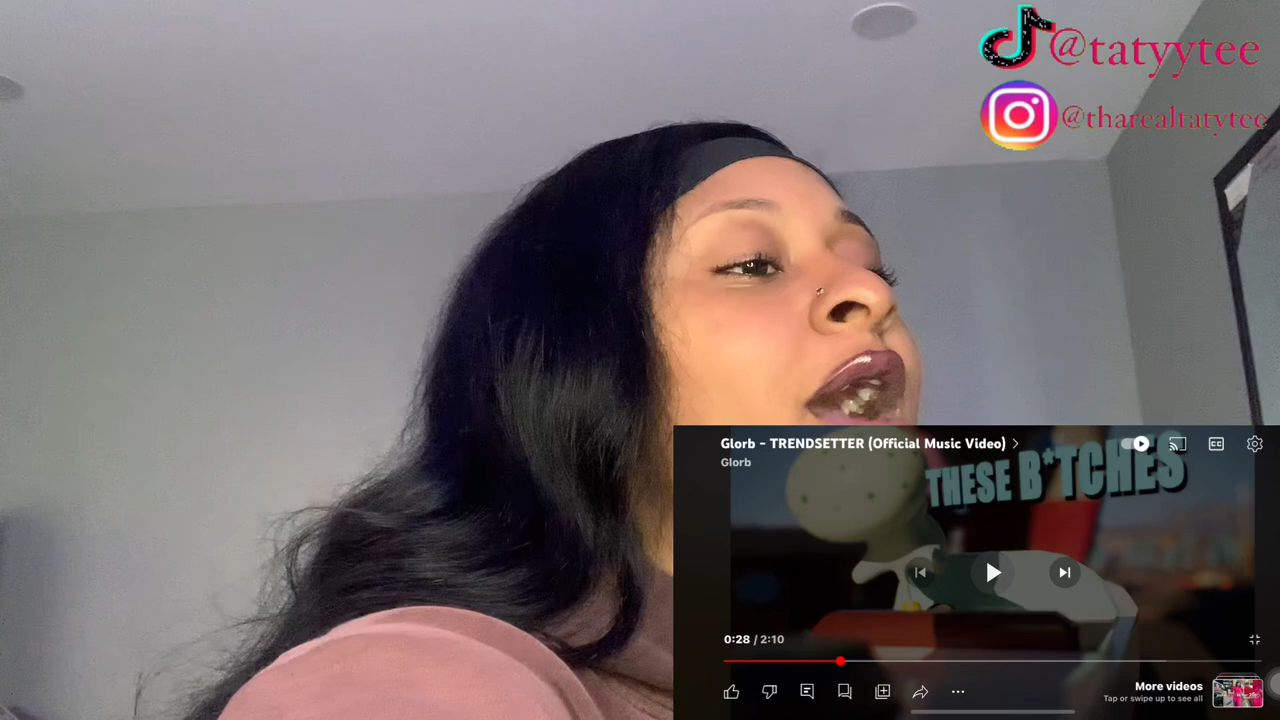 @tatyytee
@tharealtatytee
Glorb - TRENDSETTER (Official Music Video)
Glorb
CC
THESE B*TCHES
0:28 / 2:10
More videos
Tap or swipe up to see all